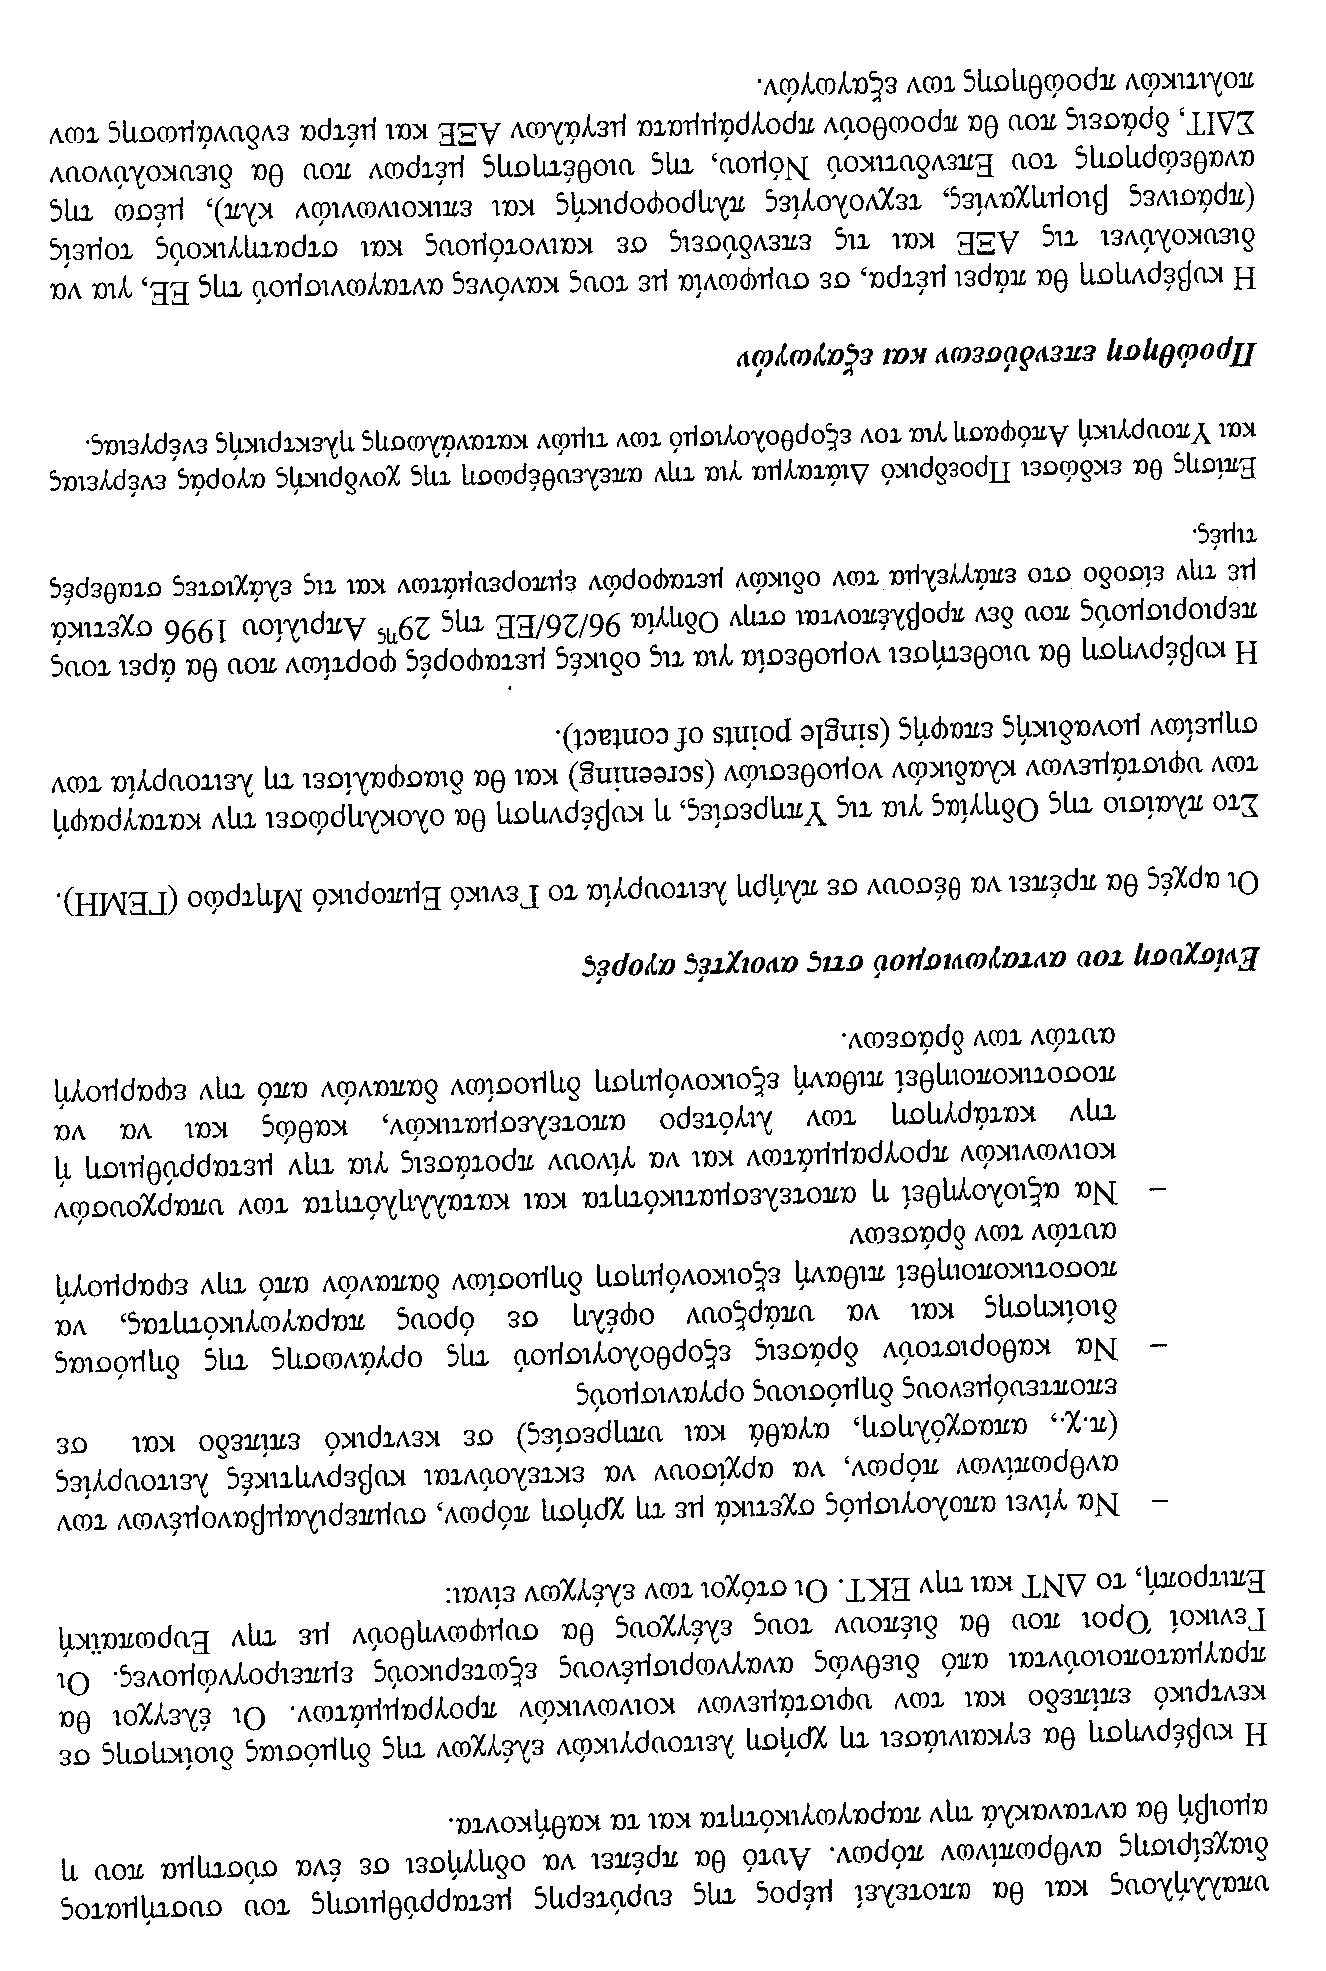 υπαλλήλους και θα αποτελεί μέρος της ευρύτερης μεταρρύθμισης του συστήματος
διαχείρισης ανθρωπίνων πόρων. Αυτό θα πρέπει να οδηγήσει σε ένα σύστημα που η
αμοιβή θα αντανακλά την παραγωγικότητα και τα καθήκοντα.
Η κυβέρνηση θα εγκαινιάσει τη χρήση λειτουργικών ελέγχων της δημόσιας διοίκησης σε
κεντρικό επίπεδο και των υφιστάμενων κοινωνικών προγραμμάτων. Οι έλεγχοι θα
πραγματοποιούνται από διεθνώς αναγνωρισμένους εξωτερικούς εμπειρογνώμονες. Οι
Γενικοί Όροι που θα διέπουν τους ελέγχους θα συμφωνηθούν με την Ευρωπαϊκή
Επιτροπή, το ΔΝΤ και την ΕΚΤ. Οι στόχοι των ελέγχων είναι:
– Να γίνει απολογισμός σχετικά με τη χρήση πόρων, συμπεριλαμβανομένων των
ανθρωπίνων πόρων, να αρχίσουν να εκτελούνται κυβερνητικές λειτουργίες
(π.χ., απασχόληση, αγαθά και υπηρεσίες) σε κεντρικό επίπεδο και σε
εποπτευόμενους δημόσιους οργανισμούς
– Να καθοριστούν δράσεις εξορθολογισμού της οργάνωσης της δημόσιας
διοίκησης και να υπάρξουν οφέλη σε όρους παραγωγικότητας, να
ποσοτικοποιηθεί πιθανή εξοικονόμηση δημοσίων δαπανών από την εφαρμογή
αυτών των δράσεων
– Να αξιολογηθεί η αποτελεσματικότητα και καταλληλότητα των υπαρχουσών
κοινωνικών προγραμμάτων και να γίνουν προτάσεις για την μεταρρύθμιση ή
την κατάργηση των λιγότερο αποτελεσματικών, καθώς και να να
ποσοτικοποιηθεί πιθανή εξοικονόμηση δημοσίων δαπανών από την εφαρμογή
αυτών των δράσεων.
Ενίσχυση του ανταγωνισμού στις ανοιχτές αγορές
Οι αρχές θα πρέπει να θέσουν σε πλήρη λειτουργία το Γενικό Εμπορικό Μητρώο (ΓΕΜΗ).
Στο πλαίσιο της Οδηγίας για τις Υπηρεσίες, η κυβέρνηση θα ολοκληρώσει την καταγραφή
των υφιστάμενων κλαδικών νομοθεσιών (screening) και θα διασφαλίσει τη λειτουργία των
σημείων μοναδικής επαφής (single points of contact).
Η κυβέρνηση θα υιοθετήσει νομοθεσία για τις οδικές μεταφορές φορτίων που θα άρει τους
περιορισμούς που δεν προβλέπονται στην Οδηγία 96/26/ΕΕ της 29ης Απριλίου 1996 σχετικά
με την είσοδο στο επάγγελμα των οδικών μεταφορών εμπορευμάτων και τις ελάχιστες σταθερές
τιμές.
Επίσης θα εκδώσει Προεδρικό Διάταγμα για την απελευθέρωση της χονδρικής αγοράς ενέργειας
και Υπουργική Απόφαση για τον εξορθολογισμό των τιμών κατανάλωσης ηλεκτρικής ενέργειας.
Προώθηση επενδύσεων και εξαγωγών
Η κυβέρνηση θα πάρει μέτρα, σε συμφωνία με τους κανόνες ανταγωνισμού της ΕΕ, για να
διευκολύνει τις ΑΞΕ και τις επενδύσεις σε καινοτόμους και στρατηγικούς τομείς
(πράσινες βιομηχανίες, τεχνολογίες πληροφορικής και επικοινωνιών κλπ), μέσω της
αναθεώρησης του Επενδυτικού Νόμου, της υιοθέτησης μέτρων που θα διευκολύνουν
ΣΔΙΤ, δράσεις που θα προωθούν προγράμματα μεγάλων ΑΞΕ και μέτρα ενδυνάμωσης των
πολιτικών προώθησης των εξαγωγών.